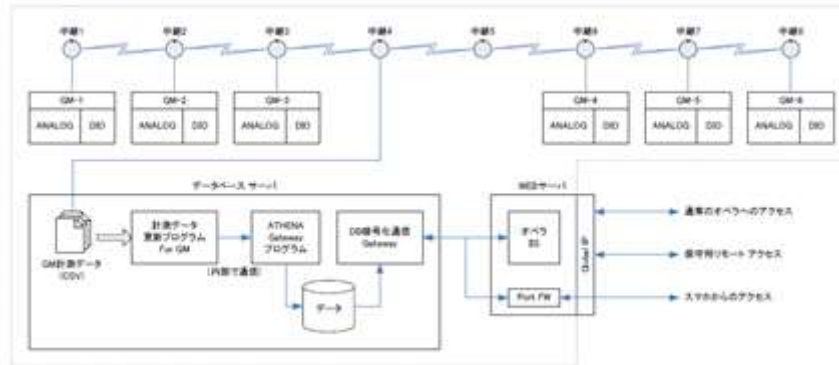 中継1
中継2
中継3
中継4
中継5
中継6
中継7
中継8
GM-1
ANALOG
DIO
GM-2
ANALOG
DIO
GM-3
ANALOG
DIO
GM-4
ANALOG
DIO
GM-5
ANALOG
DIO
GM-6
ANALOG
DIO
データベース サーバ
WEBサーバ
GM計測データ
(CSV)
計測データ
更新プログラム
For GM
ATHENA
Gateway
プログラム
(内部で通信)
DB暗号化通信
Gateway
データ
オペラ
Port FW
Global IP
通常のオペラへのアクセス
保守用リモート アクセス
スマホからのアクセス